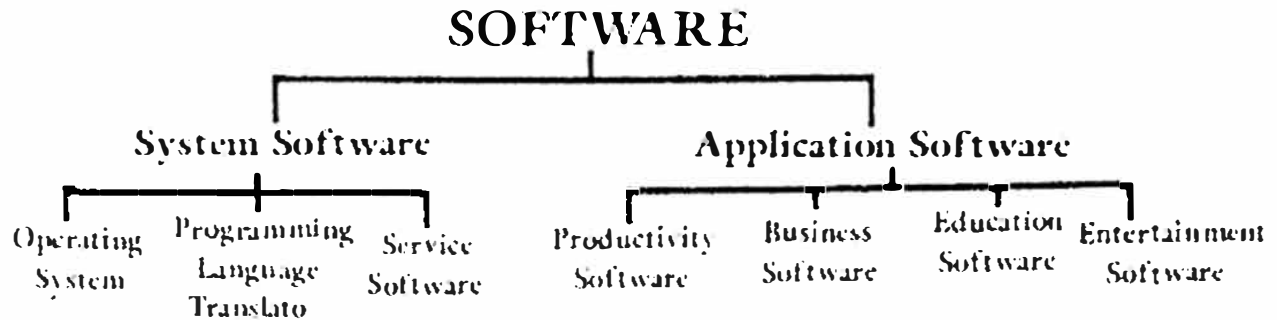 SOFTWARE
System Software
Application Software
Operating
System
Programming
Language
Translato
Service
Software
Productivity
Software
Business
Software
Education
Software
Entertainment
Software